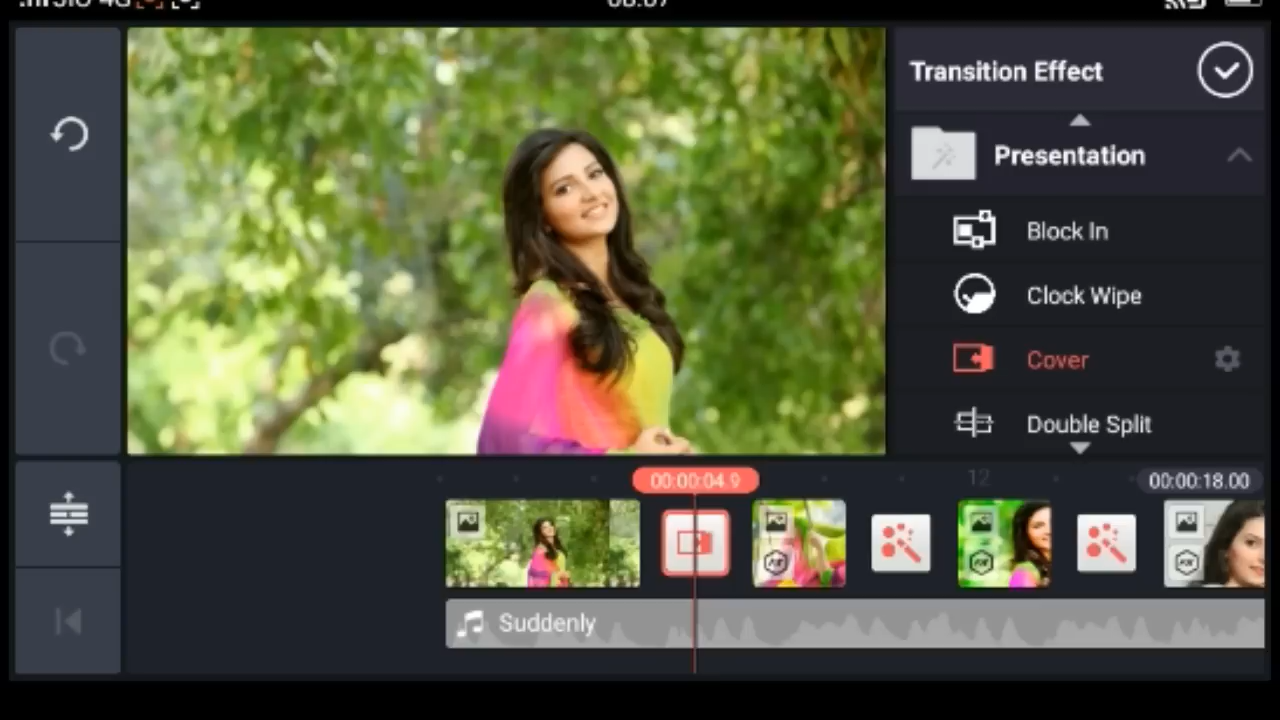 Transition Effect
Presentation
Block In
Clock Wipe
Cover
Double Split
00:00:04.9
12
00:00:18.00
Suddenly